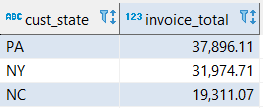 ABC cust_state 123 invoice_total
PA 37,896.11
NY 31,974.71
NC 19,311.07